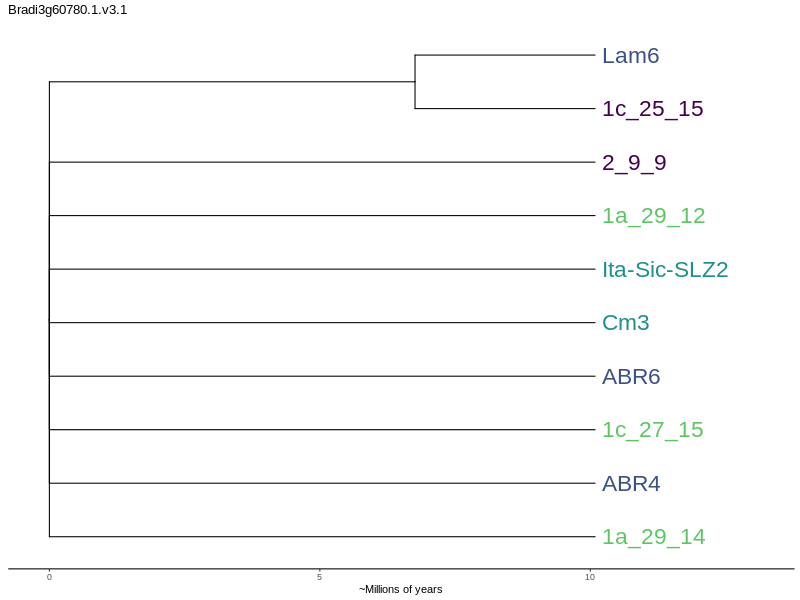 Bradi3g60780.1.v3.1
Lam6
1c_25_15
2_9_9
1a_29_12
Ita-Sic-SLZ2
Cm3
ABR6
1c_27_15
ABR4
1a_29_14
0 5 10
~Millions of years